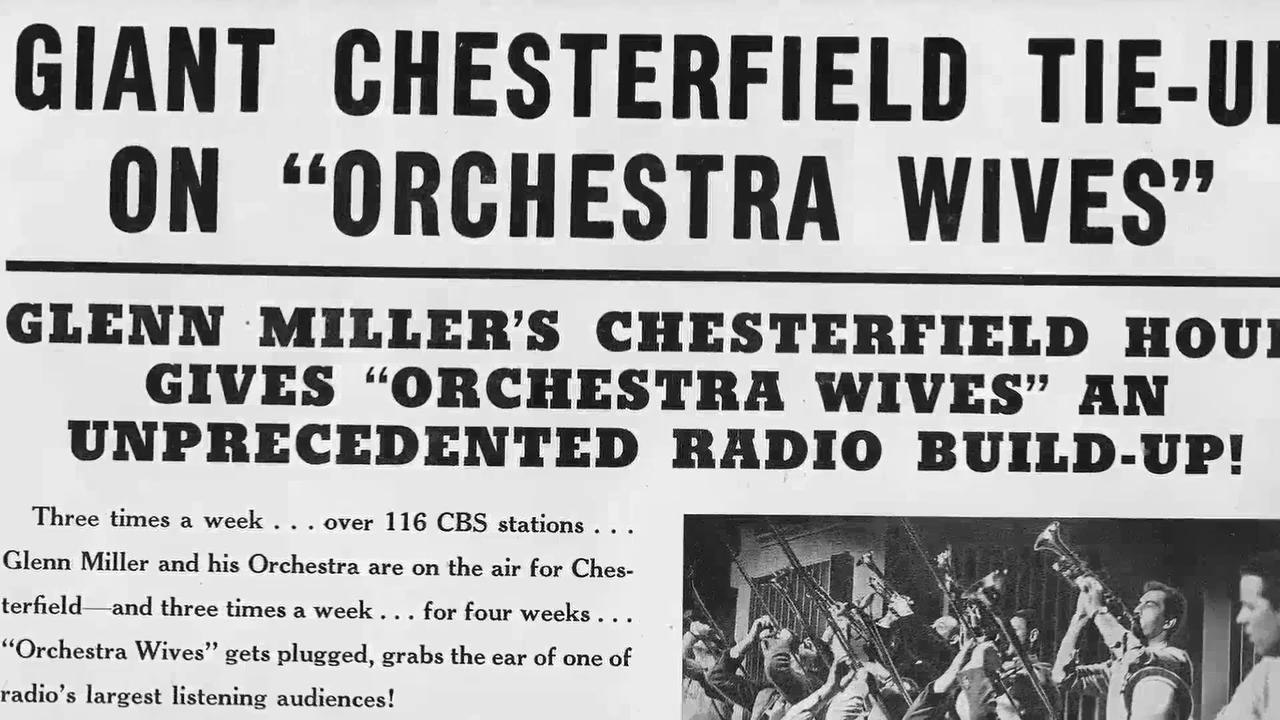 GIANT CHESTERFIELD TIE-U
ON “ORCHESTRA WIVES”
GLENN MILLER’S CHESTERFIELD HOU
GIVES “ORCHESTRA WIVES” AN
UNPRECEDENTED RADIO BUILD-UP!
Three times a week . . . over 116 CBS stations . . .
Glenn Miller and his Orchestra are on the air for Ches-
terfield—and three times a week . . . for four weeks . . .
“Orchestra Wives” gets plugged, grabs the ear of one of
radio’s largest listening audiences!